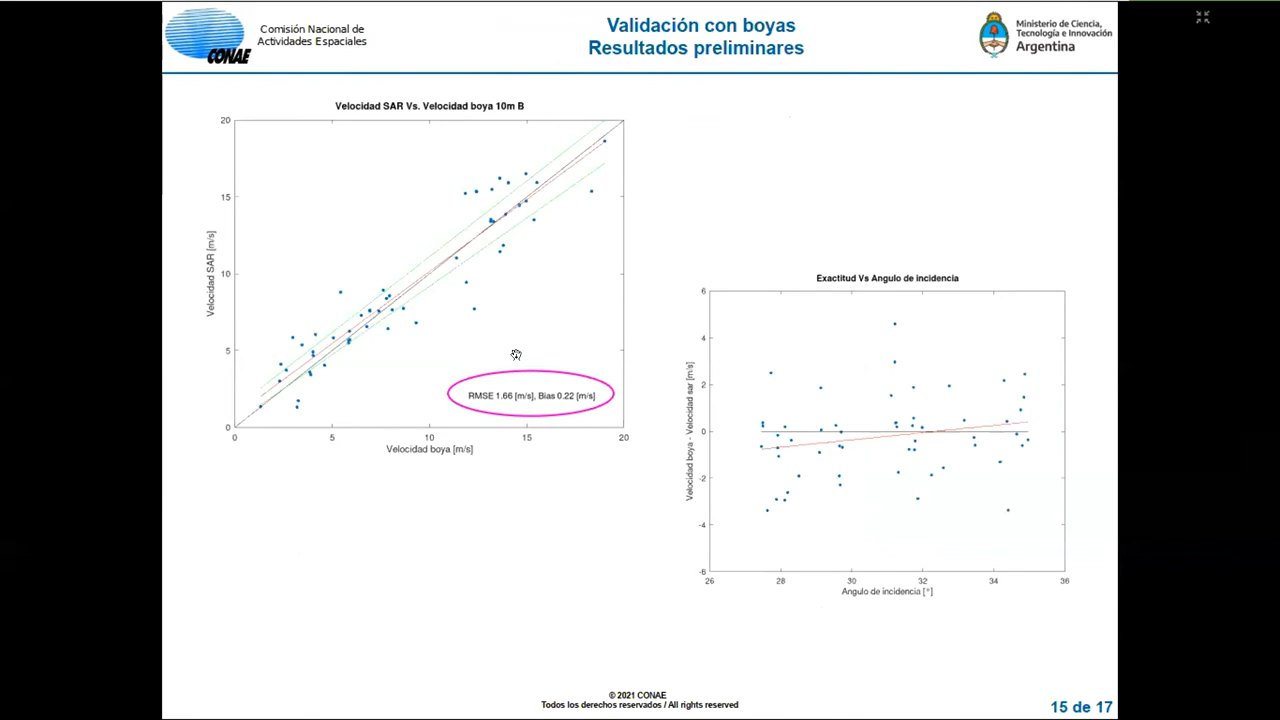 Comisión Nacional de
Actividades Espaciales
CONAE
Validación con boyas
Resultados preliminares
Ministerio de Ciencia,
Tecnología e Innovación
Argentina
Velocidad SAR Vs. Velocidad boya 10m B
20
15
10
5
0
Velocidad SAR [m/s]
RMSE 1.66 [m/s], Bias 0.22 [m/s]
0 5 10 15 20
Velocidad boya [m/s]
Exactitud Vs Angulo de incidencia
6
4
2
0
-2
-4
-6
Velocidad boya - Velocidad sar [m/s]
26 28 30 32 34 36
Angulo de incidencia [°]
© 2021 CONAE
Todos los derechos reservados / All rights reserved
15 de 17